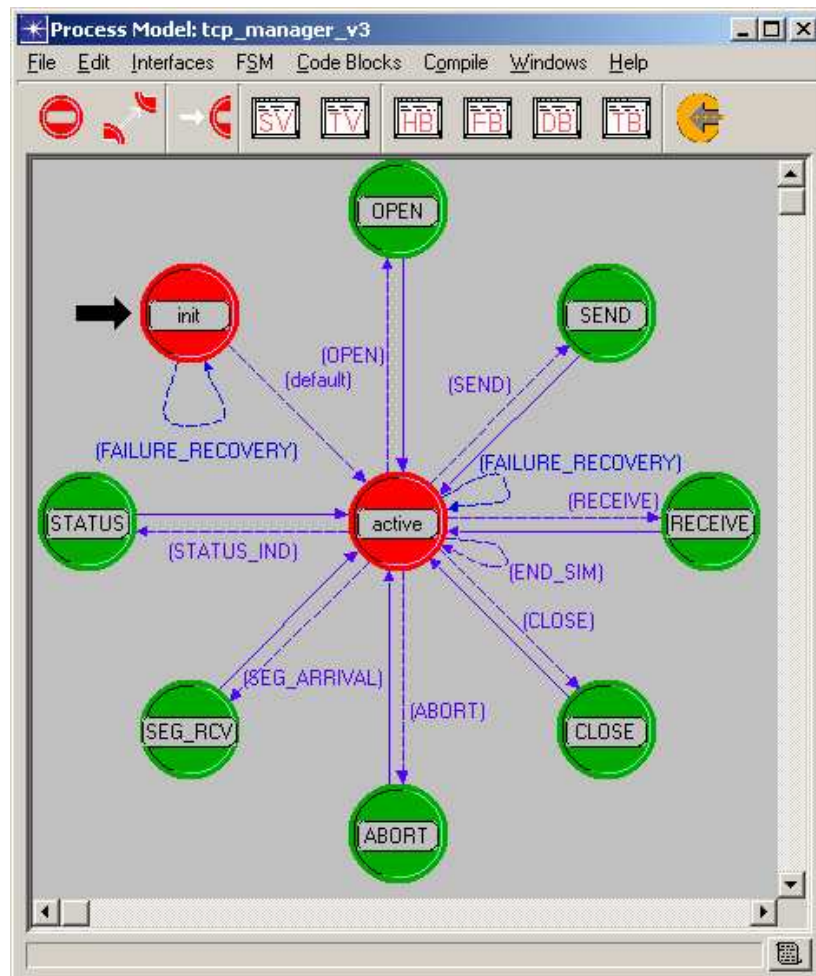 Process Model: tcp_manager_v3
File Edit Interfaces FSM Code Blocks Compile Windows Help
SV TV HB FB DB TB
OPEN
init
SEND
(OPEN)
(default)
(SEND)
(FAILURE_RECOVERY)
(FAILURE_RECOVERY)
(RECEIVE)
STATUS
active
RECEIVE
(STATUS_IND)
(END_SIM)
(CLOSE)
(SEG_ARRIVAL)
(ABORT)
SEG_RCV
CLOSE
ABORT